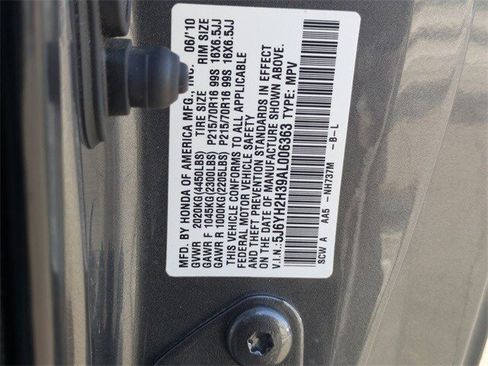 MFD. BY HONDA OF AMERICA MFG., INC. 06/'10
TIRE SIZE RIM SIZE
GVWR 2020KG(4450LBS)
GAWR F 1045KG(2300LBS) P215/70R16 99S 16X6.5JJ
GAWR R 1000KG(2205LBS) P215/70R16 99S 16X6.5JJ
THIS VEHICLE CONFORMS TO ALL APPLICABLE
FEDERAL MOTOR VEHICLE SAFETY
AND THEFT PREVENTION STANDARDS IN EFFECT
ON THE DATE OF MANUFACTURE SHOWN ABOVE.
V.I.N.: 5J6YH2H39AL006363 TYPE: MPV
SCW A AA5 -NH737M -B-L